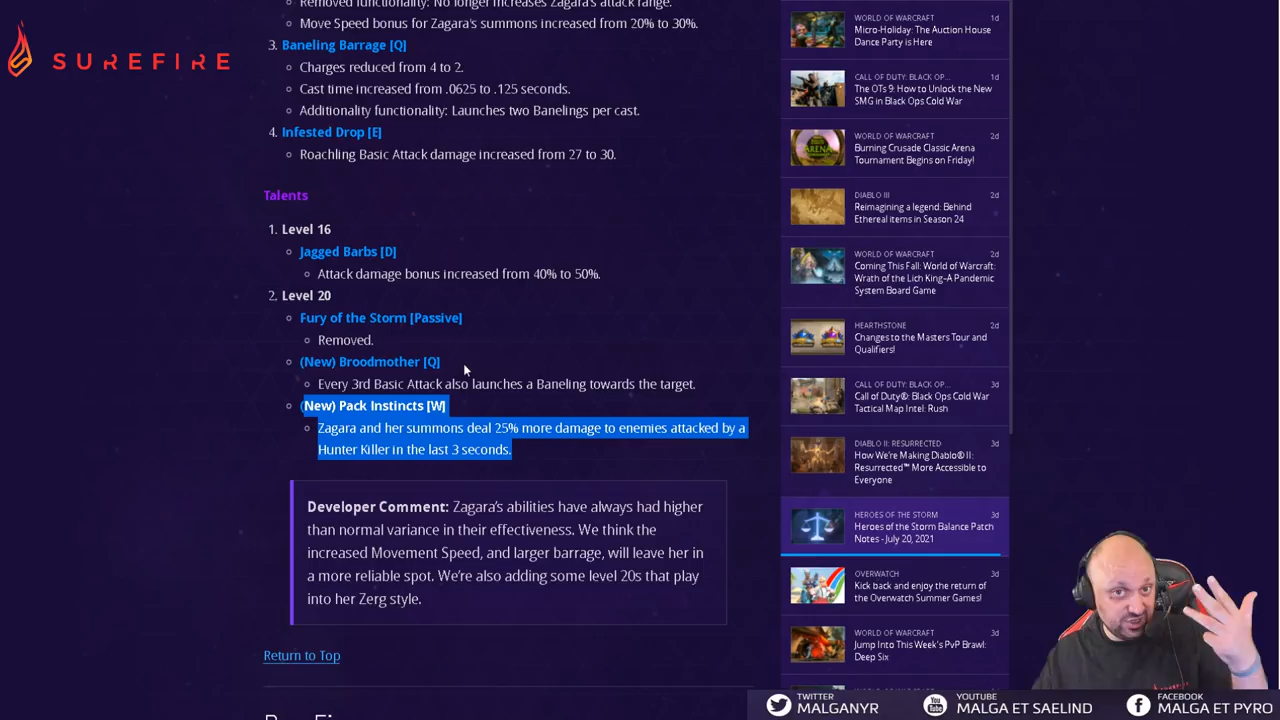 Removed functionality: No longer increases Zagara's attack range.
Move Speed bonus for Zagara's summons increased from 20% to 30%.
SUREFIRE
3. Baneling Barrage [Q]
Charges reduced from 4 to 2.
Cast time increased from .0625 to .125 seconds.
Additionality functionality: Launches two Banelings per cast.
4. Infested Drop [E]
Roachling Basic Attack damage increased from 27 to 30.
Talents
1. Level 16
Jagged Barbs [D]
Attack damage bonus increased from 40% to 50%.
2. Level 20
Fury of the Storm [Passive]
Removed.
(New) Broodmother [Q]
Every 3rd Basic Attack also launches a Baneling towards the target.
(New) Pack Instincts [W]
Zagara and her summons deal 25% more damage to enemies attacked by a
Hunter Killer in the last 3 seconds.
Developer Comment: Zagara's abilities have always had higher
than normal variance in their effectiveness. We think the
increased Movement Speed, and larger barrage, will leave her in
a more reliable spot. We're also adding some level 20s that play
into her Zerg style.
Return to Top
WORLD OF WARCRAFT 1d
Micro-Holiday: The Auction House
Dance Party is Here
CALL OF DUTY: BLACK OP... 1d
The OTs 9: How to Unlock the New
SMG in Black Ops Cold War
WORLD OF WARCRAFT 2d
Burning Crusade Classic Arena
Tournament Begins on Friday!
DIABLO III 2d
Reimagining a legend: Behind
Ethereal items in Season 24
WORLD OF WARCRAFT 2d
Coming This Fall: World of Warcraft:
Wrath of the Lich King–A Pandemic
System Board Game
HEARTHSTONE 2d
Changes to the Masters Tour and
Qualifiers!
CALL OF DUTY: BLACK OP... 3d
Call of Duty®: Black Ops Cold War
Tactical Map Intel: Rush
DIABLO II: RESURRECTED 3d
How We're Making Diablo® II:
Resurrected™ More Accessible to
Everyone
HEROES OF THE STORM 3d
Heroes of the Storm Balance Patch
Notes - July 20, 2021
OVERWATCH 3d
Kick back and enjoy the return of
the Overwatch Summer Games!
WORLD OF WARCRAFT 3d
Jump Into This Week's PvP Brawl:
Deep Six
TWITTER
MALGANYR
YOUTUBE
MALGA ET SAELIND
FACEBOOK
MALGA ET PYRO